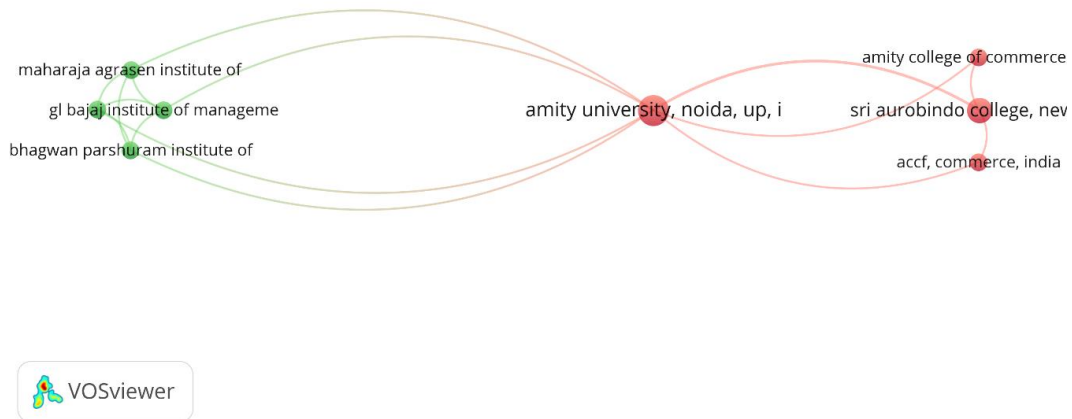 maharaja agrasen institute of
gl bajaj institute of manageme
bhagwan parshuram institute of
amity university, noida, up, i
amity college of commerce
sri aurobindo college, new
accf, commerce, india
VOSviewer